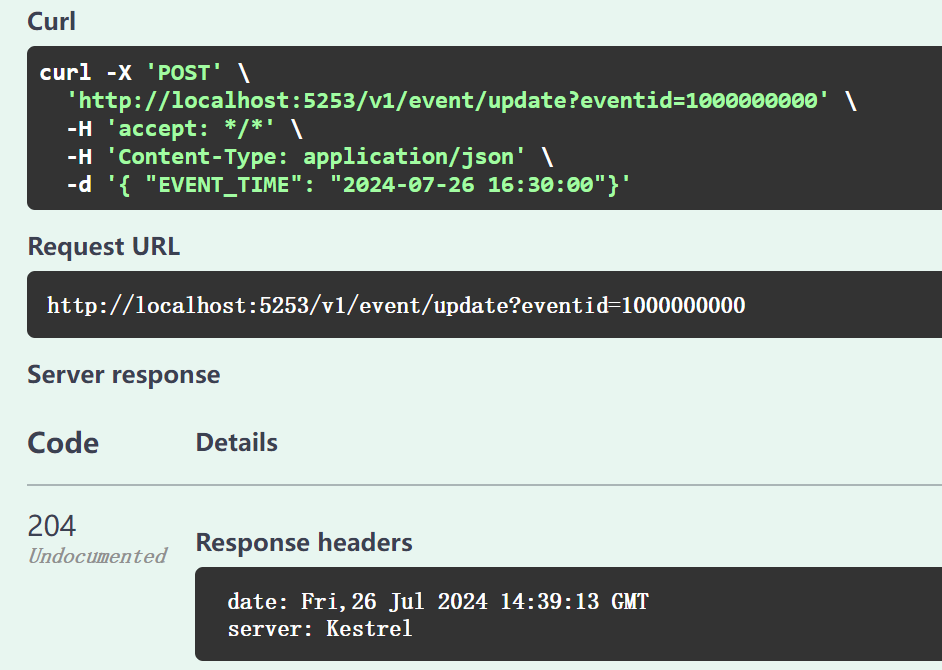 Curl
curl -X 'POST' \
'http://localhost:5253/v1/event/update?eventid=1000000000' \
-H 'accept: */*' \
-H 'Content-Type: application/json' \
-d '{ "EVENT_TIME": "2024-07-26 16:30:00"}'
Request URL
http://localhost:5253/v1/event/update?eventid=1000000000
Server response
Code Details
204
Undocumented
Response headers
date: Fri,26 Jul 2024 14:39:13 GMT
server: Kestrel